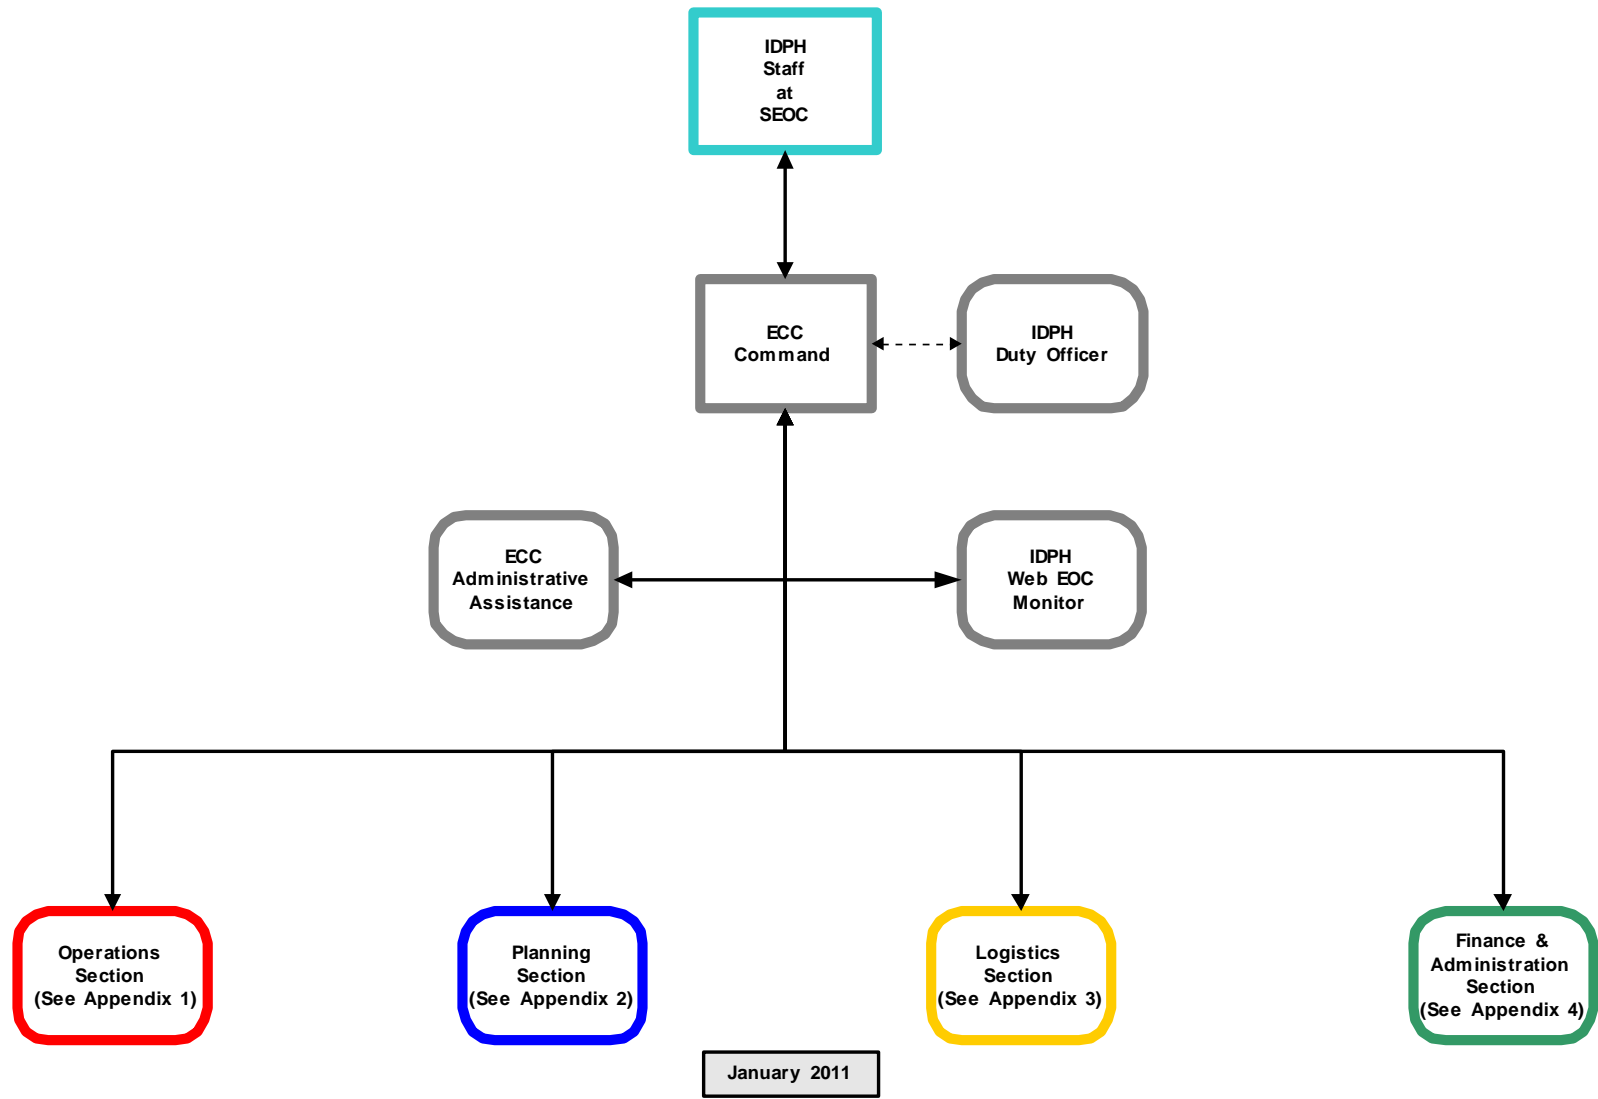 IDPH
Staff
at
SEOC
ECC
Command
IDPH
Duty Officer
ECC
Administrative
Assistance
IDPH
Web EOC
Monitor
Operations
Section
(See Appendix 1)
Planning
Section
(See Appendix 2)
Logistics
Section
(See Appendix 3)
Finance &
Administration
Section
(See Appendix 4)
January 2011